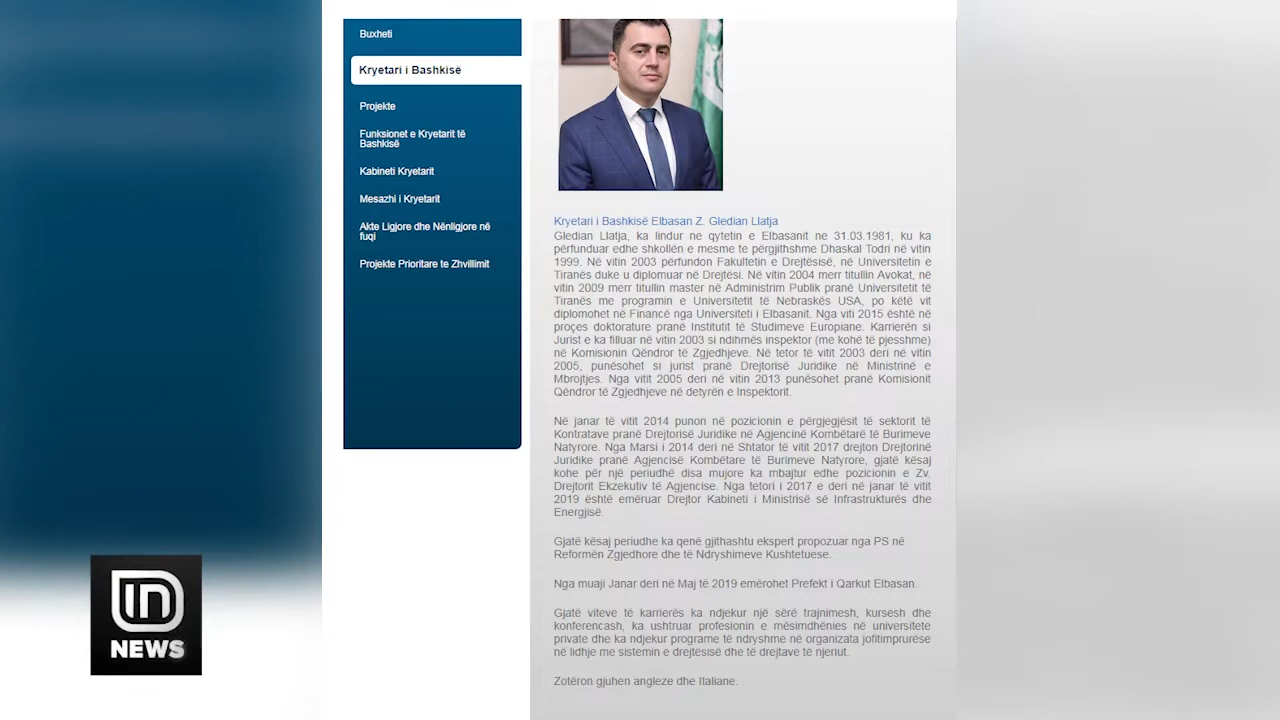 Buxheti
Kryetari i Bashkisë
Projekte
Funksionet e Kryetarit të
Bashkisë
Kabineti Kryetarit
Mesazhi i Kryetarit
Akte Ligjore dhe Nënligjore në
fuqi
Projekte Prioritare te Zhvillimit
Kryetari i Bashkisë Elbasan Z. Gledian Llatja
Gledian Llatja, ka lindur ne qytetin e Elbasanit ne 31.03.1981, ku ka
përfunduar edhe shkollën e mesme te përgjithshme Dhaskal Todri në vitin
1999. Në vitin 2003 përfundon Fakultetin e Drejtësisë, në Universitetin e
Tiranës duke u diplomuar në Drejtësi. Në vitin 2004 merr titullin Avokat, në
vitin 2009 merr titullin master në Administrim Publik pranë Universitetit të
Tiranës me programin e Universitetit të Nebraskës USA, po këtë vit
diplomohet në Financë nga Universiteti i Elbasanit. Nga viti 2015 është në
proçes doktorature pranë Institutit të Studimeve Europiane. Karrierën si
Jurist e ka filluar në vitin 2003 si ndihmës inspektor (me kohë të pjesshme)
në Komisionin Qëndror të Zgjedhjeve. Në tetor të vitit 2003 deri në vitin
2005, punësohet si jurist pranë Drejtorisë Juridike në Ministrinë e
Mbrojtjes. Nga vitit 2005 deri në vitin 2013 punësohet pranë Komisionit
Qëndror të Zgjedhjeve në detyrën e Inspektorit.
Në janar të vitit 2014 punon në pozicionin e përgjegjësit të sektorit të
Kontratave pranë Drejtorisë Juridike në Agjencinë Kombëtarë të Burimeve
Natyrore. Nga Marsi i 2014 deri në Shtator të vitit 2017 drejton Drejtorinë
Juridike pranë Agjencisë Kombëtare të Burimeve Natyrore, gjatë kësaj
kohe për një periudhë disa mujore ka mbajtur edhe pozicionin e Zv.
Drejtorit Ekzekutiv të Agjencise. Nga tetori i 2017 e deri në janar të vitit
2019 është emëruar Drejtor Kabineti i Ministrisë së Infrastrukturës dhe
Energjisë.
Gjatë kësaj periudhe ka qenë gjithashtu ekspert propozuar nga PS në
Reformën Zgjedhore dhe të Ndryshimeve Kushtetuese.
Nga muaji Janar deri në Maj të 2019 emërohet Prefekt i Qarkut Elbasan.
Gjatë viteve të karrierës ka ndjekur një sërë trajnimesh, kursesh dhe
konferencash, ka ushtruar profesionin e mësimdhënies në universitete
private dhe ka ndjekur programe të ndryshme në organizata jofitimprurëse
në lidhje me sistemin e drejtësisë dhe të drejtave të njeriut.
Zotëron gjuhen angleze dhe Italiane.
IN
NEWS